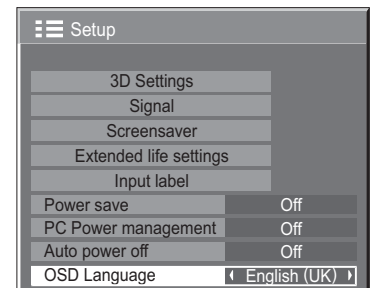 Setup
3D Settings
Signal
Screensaver
Extended life settings
Input label
Power save Off
PC Power management Off
Auto power off Off
OSD Language English (UK)